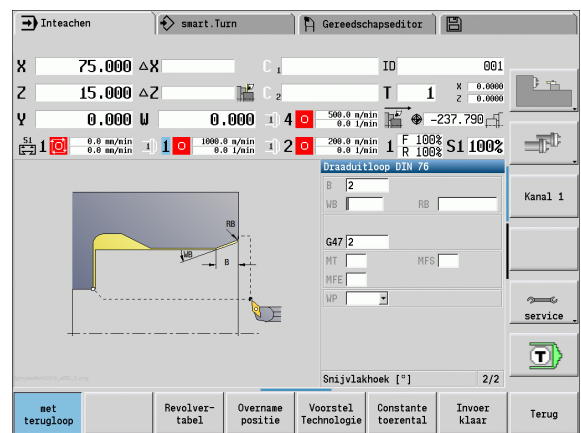 Inteachen smart.Turn Gereedschapseditor
X 75.000 △X C 1 ID 001
Z 15.000 △Z C 2 T 1 X 0.0000 Z 0.0000
Y 0.000 W 0.000 4 500.0 m/min 0.0 1/min -237.790
S1 1 0.0 mm/min 0.0 mm/min 1 1000.0 m/min 0.0 1/min 2 200.0 m/min 0.0 1/min 1 F 100% R 100% S1 100%
Draaduitloop DIN 76
B 2
WB RB
G47 2
MT MFS
MFE
WP
Snijvlakhoek [°] 2/2
RB
WB
B
Kanal 1
service
T
met terugloop
Revolver-tabel
Overname positie
Voorstel Technologie
Constante toerental
Invoer klaar
Terug